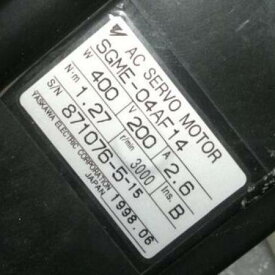 AC SERVO MOTOR
SGME-04AF14
W 400 V 200 A 2.6
N·m 1.27 r/min 3000 Ins. B
S/N 871076-5-15
1998.06
YASKAWA ELECTRIC CORPORATION
JAPAN